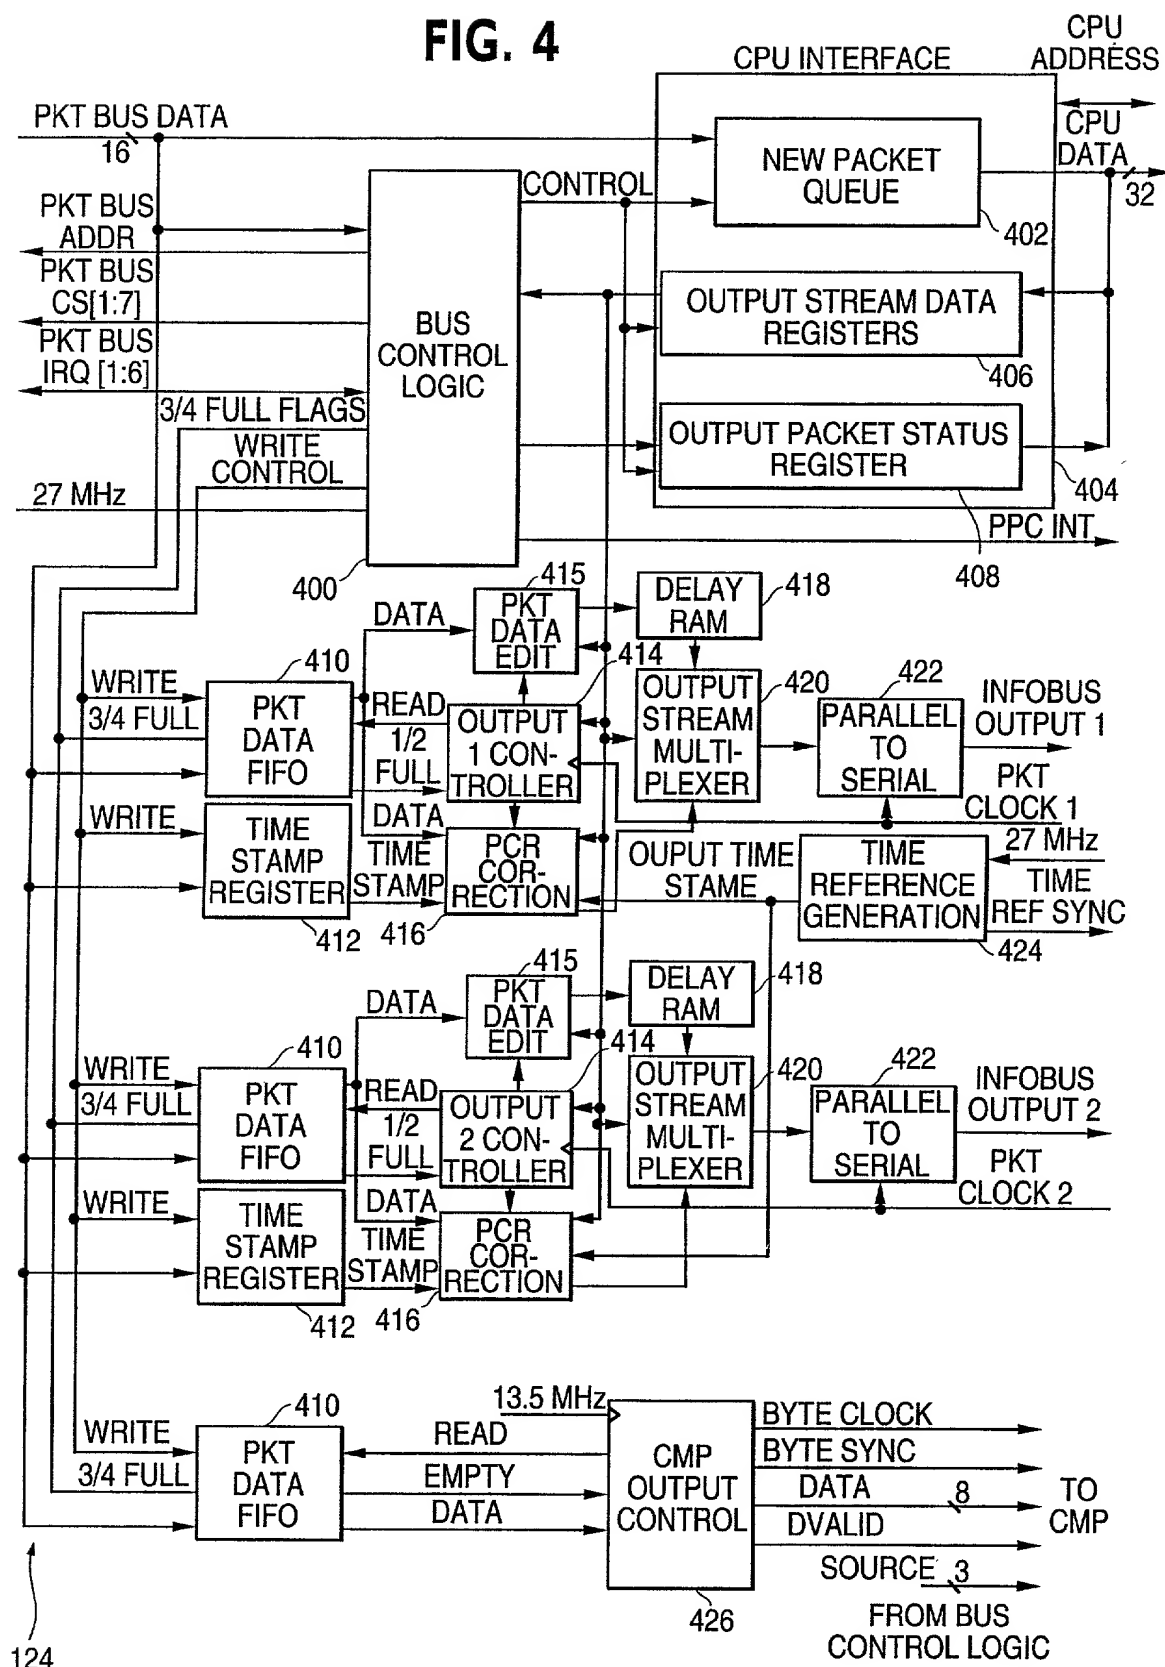 FIG. 4
CPU INTERFACE
CPU
ADDRESS
CPU
DATA
32
PKT BUS DATA
16
NEW PACKET
QUEUE
402
CONTROL
PKT BUS
ADDR
PKT BUS
CS[1:7]
PKT BUS
IRQ [1:6]
BUS
CONTROL
LOGIC
OUTPUT STREAM DATA
REGISTERS
406
3/4 FULL FLAGS
WRITE
CONTROL
27 MHz
OUTPUT PACKET STATUS
REGISTER
404
408
PPC INT
400
415
PKT
DATA
EDIT
DELAY
RAM
418
DATA
414
410
WRITE
3/4 FULL
PKT
DATA
FIFO
READ
1/2
FULL
OUTPUT
1 CON-
TROLLER
OUTPUT
STREAM
MULTI-
PLEXER
420
422
PARALLEL
TO
SERIAL
INFOBUS
OUTPUT 1
PKT
CLOCK 1
WRITE
TIME
STAMP
REGISTER
412
DATA
TIME
STAMP
416
PCR
COR-
RECTION
OUPUT TIME
STAME
TIME
REFERENCE
GENERATION
424
27 MHz
TIME
REF SYNC
415
PKT
DATA
EDIT
DELAY
RAM
418
DATA
414
410
WRITE
3/4 FULL
PKT
DATA
FIFO
READ
1/2
FULL
OUTPUT
2 CON-
TROLLER
OUTPUT
STREAM
MULTI-
PLEXER
420
422
PARALLEL
TO
SERIAL
INFOBUS
OUTPUT 2
PKT
CLOCK 2
WRITE
TIME
STAMP
REGISTER
412
DATA
TIME
STAMP
416
PCR
COR-
RECTION
410
WRITE
3/4 FULL
PKT
DATA
FIFO
13.5 MHz
READ
EMPTY
DATA
CMP
OUTPUT
CONTROL
426
BYTE CLOCK
BYTE SYNC
DATA
8
DVALID
TO
CMP
SOURCE
3
FROM BUS
CONTROL LOGIC
124